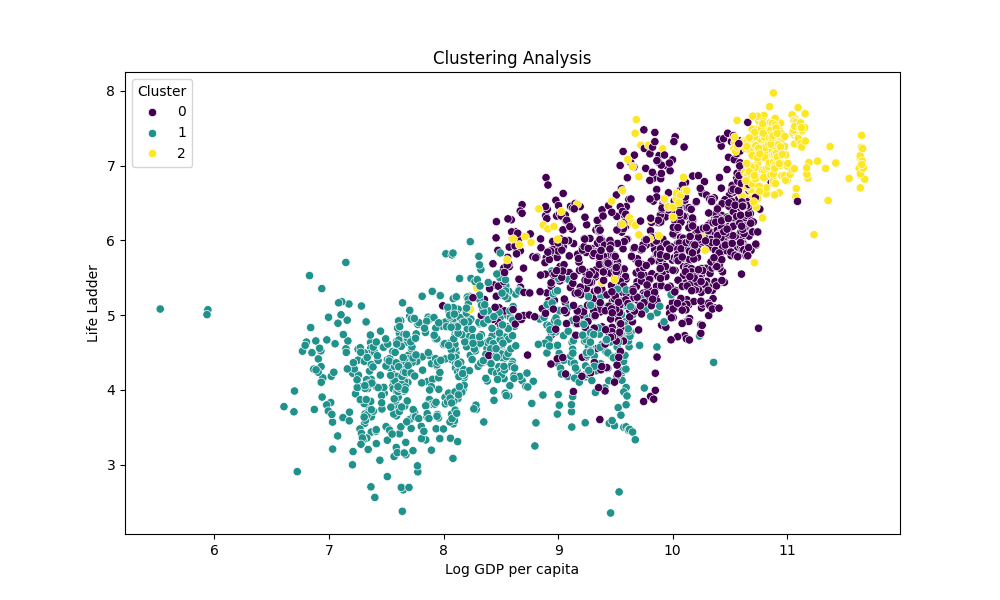 Clustering Analysis
Cluster
0
1
2
8
7
6
5
4
3
Life Ladder
6 7 8 9 10 11
Log GDP per capita